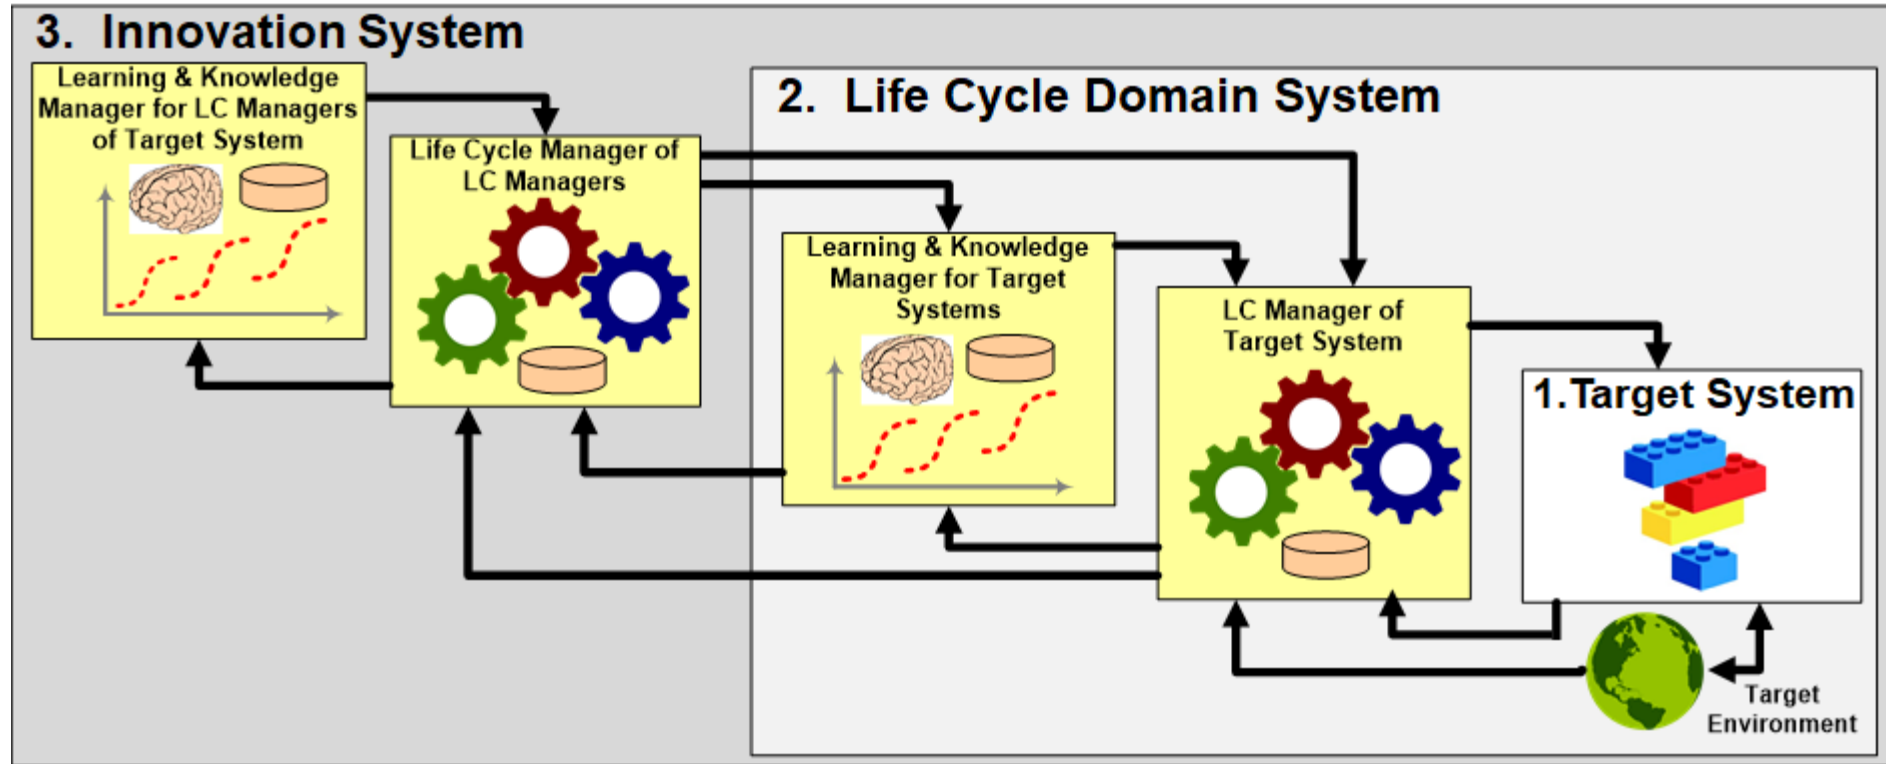 3. Innovation System
Learning & Knowledge
Manager for LC Managers
of Target System
Life Cycle Manager of
LC Managers
2. Life Cycle Domain System
Learning & Knowledge
Manager for Target
Systems
LC Manager of
Target System
1.Target System
Target
Environment